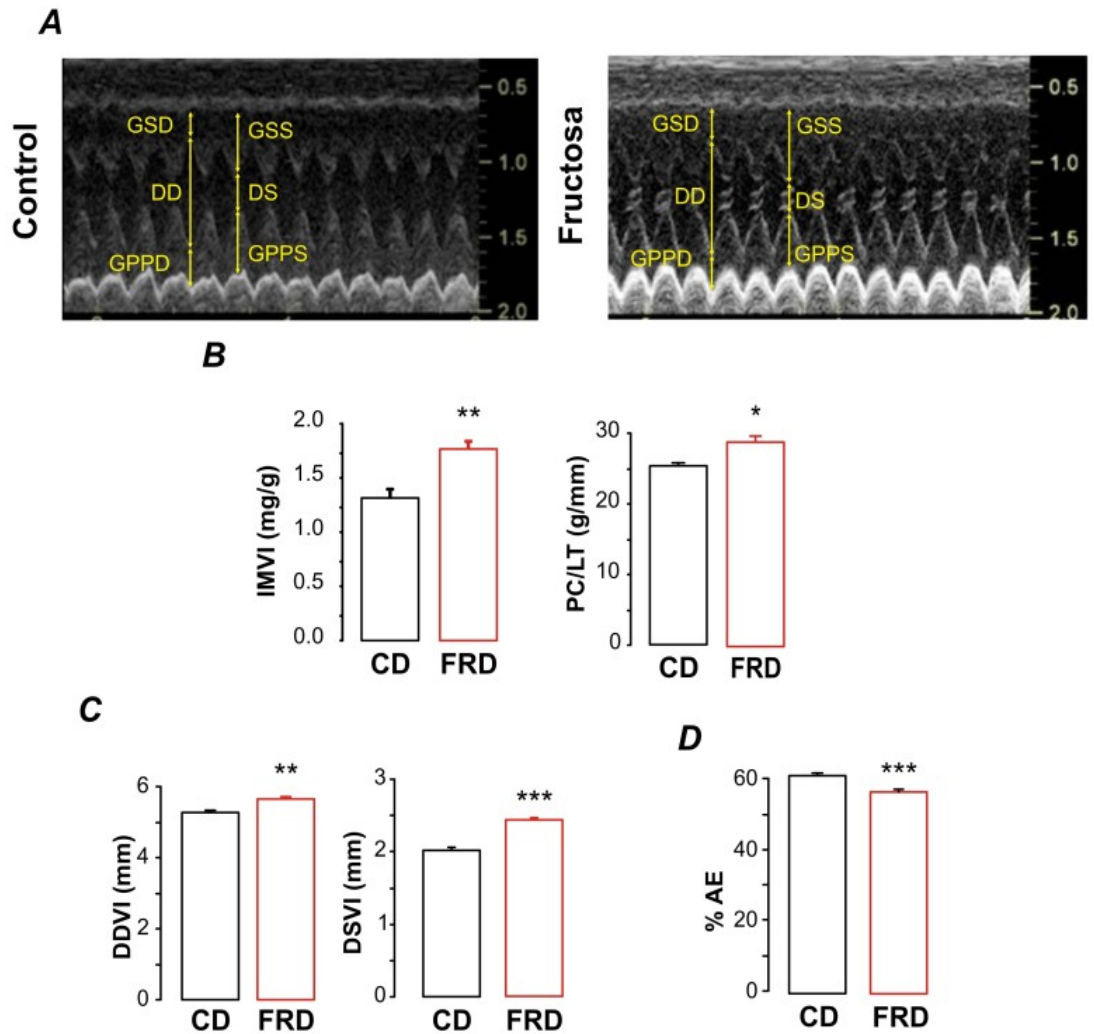 A
Control
GSD
GSS
DD
DS
GPPD
GPPS
0.5
1.0
1.5
2.0
Fructosa
GSD
GSS
DD
DS
GPPD
GPPS
0.5
1.0
1.5
2.0
B
IMVI (mg/g)
2.0
1.5
1.0
0.5
0.0
**
CD FRD
PC/LT (g/mm)
30
20
10
0
*
CD FRD
C
DDVI (mm)
6
4
2
0
**
CD FRD
DSVI (mm)
3
2
1
0
***
CD FRD
D
% AE
60
40
20
0
***
CD FRD